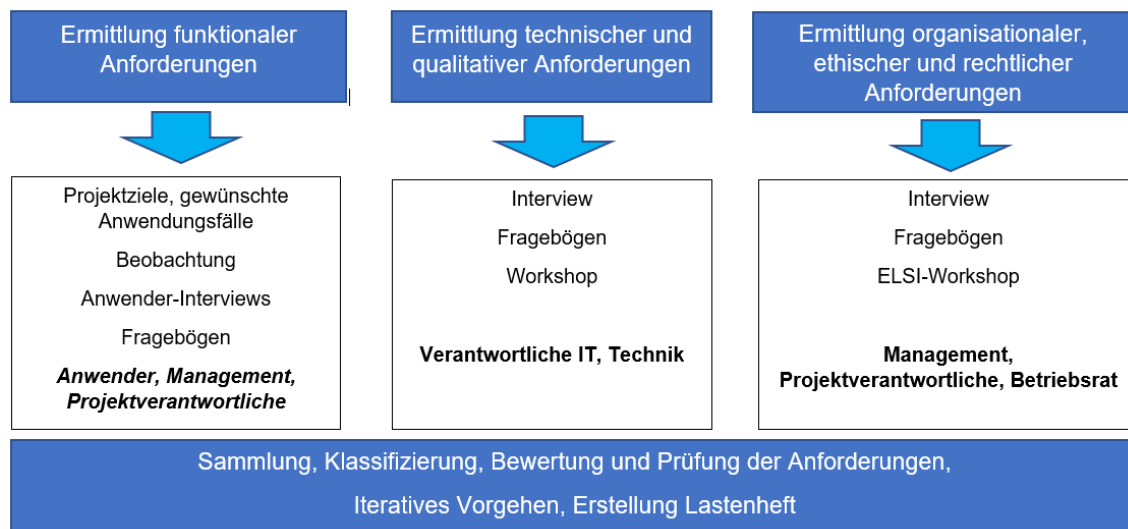 Ermittlung funktionaler
Anforderungen
Ermittlung technischer und
qualitativer Anforderungen
Ermittlung organisationaler,
ethischer und rechtlicher
Anforderungen
Projektziele, gewünschte
Anwendungsfälle
Beobachtung
Anwender-Interviews
Fragebögen
Anwender, Management,
Projektverantwortliche
Interview
Fragebögen
Workshop
Verantwortliche IT, Technik
Interview
Fragebögen
ELSI-Workshop
Management,
Projektverantwortliche, Betriebsrat
Sammlung, Klassifizierung, Bewertung und Prüfung der Anforderungen,
Iteratives Vorgehen, Erstellung Lastenheft